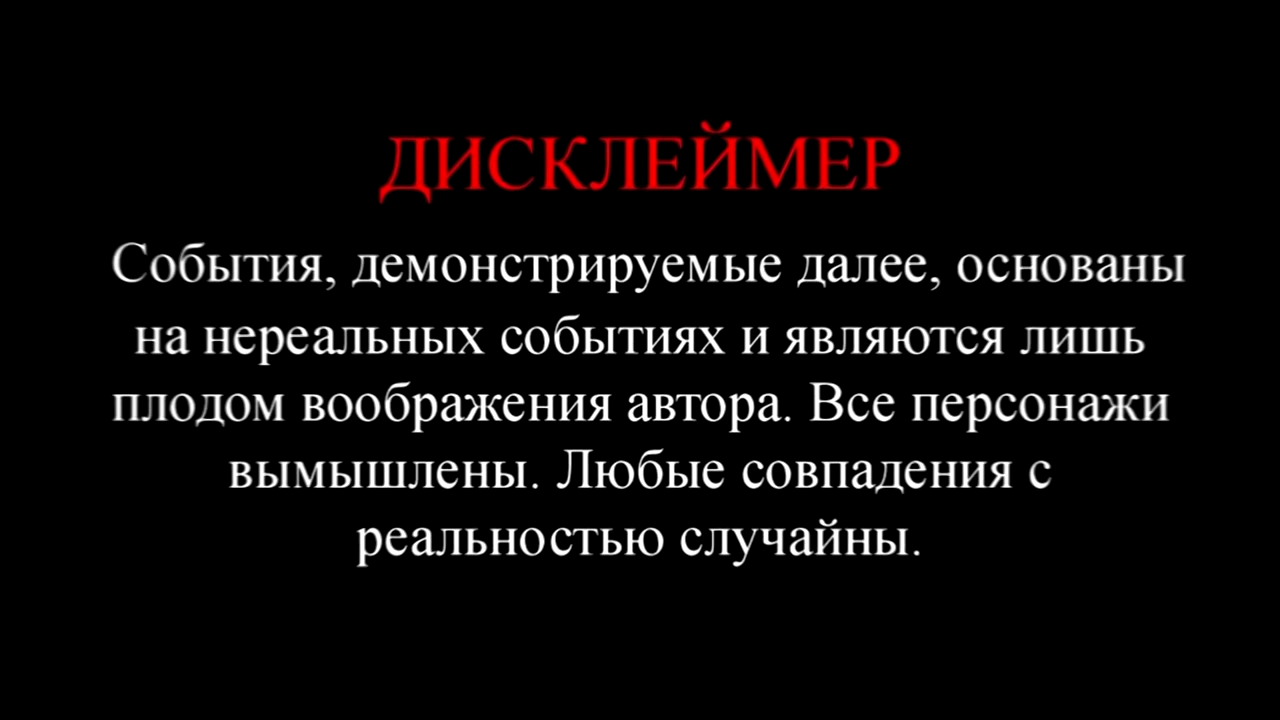 ДИСКЛЕЙМЕР
События, демонстрируемые далее, основаны
на нереальных событиях и являются лишь
плодом воображения автора. Все персонажи
вымышлены. Любые совпадения с
реальностью случайны.